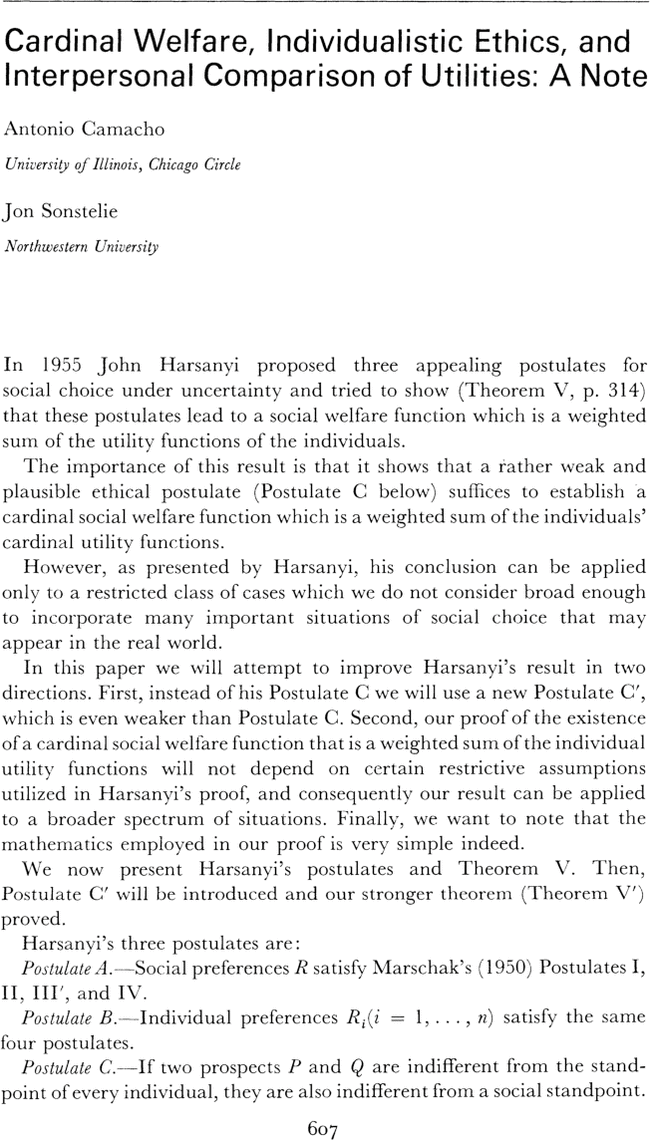 Cardinal Welfare, Individualistic Ethics, and
Interpersonal Comparison of Utilities: A Note
Antonio Camacho
University of Illinois, Chicago Circle
Jon Sonstelie
Northwestern University
In 1955 John Harsanyi proposed three appealing postulates for
social choice under uncertainty and tried to show (Theorem V, p. 314)
that these postulates lead to a social welfare function which is a weighted
sum of the utility functions of the individuals.
The importance of this result is that it shows that a rather weak and
plausible ethical postulate (Postulate C below) suffices to establish a
cardinal social welfare function which is a weighted sum of the individuals'
cardinal utility functions.
However, as presented by Harsanyi, his conclusion can be applied
only to a restricted class of cases which we do not consider broad enough
to incorporate many important situations of social choice that may
appear in the real world.
In this paper we will attempt to improve Harsanyi's result in two
directions. First, instead of his Postulate C we will use a new Postulate C′,
which is even weaker than Postulate C. Second, our proof of the existence
of a cardinal social welfare function that is a weighted sum of the individual
utility functions will not depend on certain restrictive assumptions
utilized in Harsanyi's proof, and consequently our result can be applied
to a broader spectrum of situations. Finally, we want to note that the
mathematics employed in our proof is very simple indeed.
We now present Harsanyi's postulates and Theorem V. Then,
Postulate C′ will be introduced and our stronger theorem (Theorem V′)
proved.
Harsanyi's three postulates are:
Postulate A.—Social preferences R satisfy Marschak's (1950) Postulates I,
II, III′, and IV.
Postulate B.—Individual preferences Rᵢ(i = 1, . . . , n) satisfy the same
four postulates.
Postulate C.—If two prospects P and Q are indifferent from the stand-
point of every individual, they are also indifferent from a social standpoint.
607